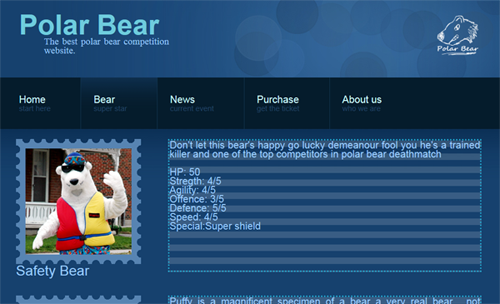 Polar Bear
The best polar bear competition
website.
Polar Bear
Home
start here
Bear
super star
News
current event
Purchase
get the ticket
About us
who we are
Don't let this bear's happy go lucky demeanour fool you he's a trained
killer and one of the top competitors in polar bear deathmatch
HP: 50
Stregth: 4/5
Agility: 4/5
Offence: 3/5
Defence: 5/5
Speed: 4/5
Special:Super shield
Safety Bear
Puffy is a magnificent specimen of a bear a very real bear, not